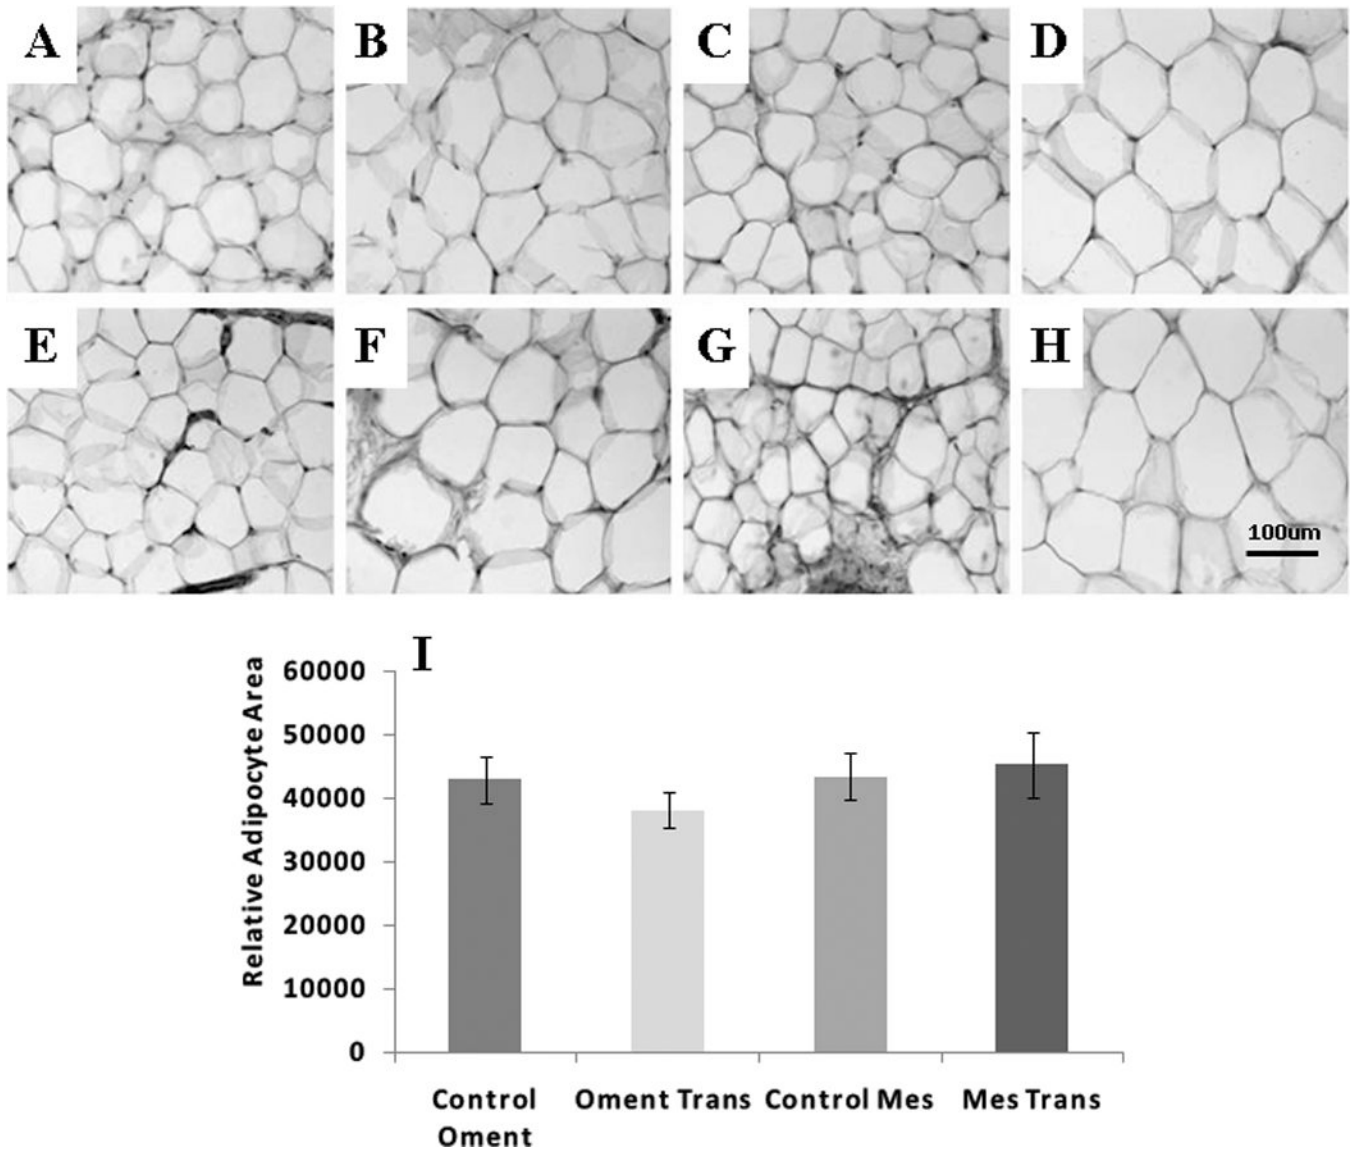 A
B
C
D
E
F
G
H
100um
I
Relative Adipocyte Area
60000
50000
40000
30000
20000
10000
0
Control
Oment
Oment Trans
Control Mes
Mes Trans